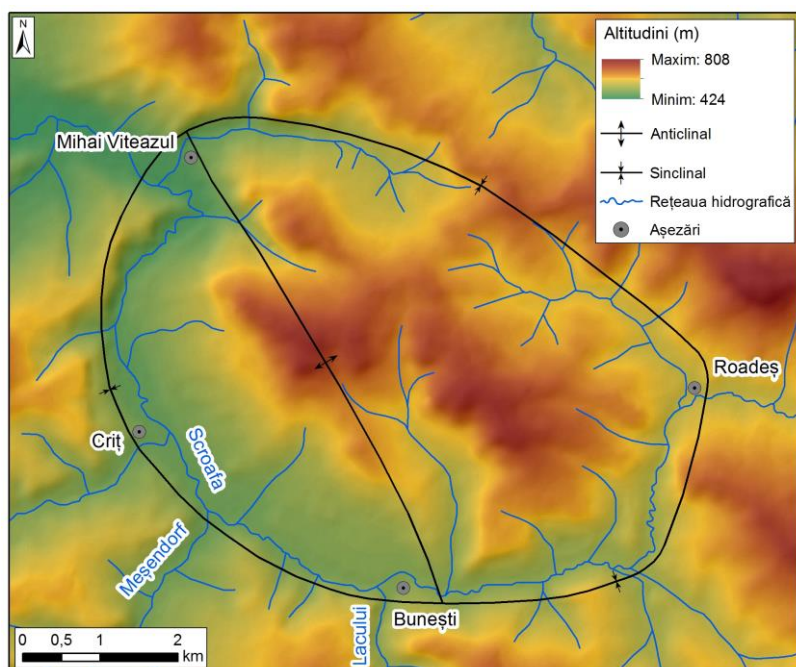 N
Altitudini (m)
Maxim: 808
Minim: 424
Anticlinal
Sinclinal
Rețeaua hidrografică
Așezări
Mihai Viteazul
Roadeș
Criț
Scroafa
Meșendorf
Lacului
Bunești
0 0,5 1 2
km